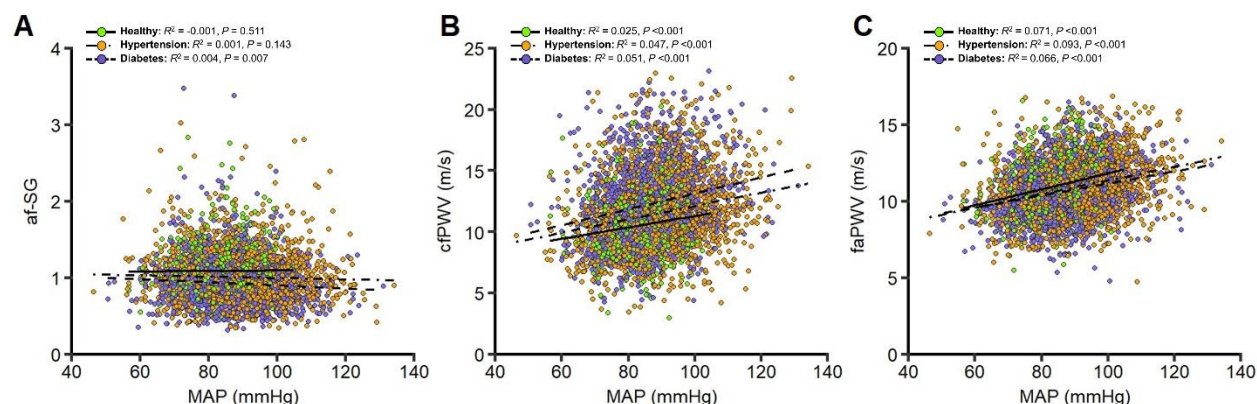 A
Healthy: R² = -0.001, P = 0.511
Hypertension: R² = 0.001, P = 0.143
Diabetes: R² = 0.004, P = 0.007
4
3
2
1
0
af-SG
40 60 80 100 120 140
MAP (mmHg)
B
Healthy: R² = 0.025, P <0.001
Hypertension: R² = 0.047, P <0.001
Diabetes: R² = 0.051, P <0.001
25
20
15
10
5
0
cfPWV (m/s)
40 60 80 100 120 140
MAP (mmHg)
C
Healthy: R² = 0.071, P <0.001
Hypertension: R² = 0.093, P <0.001
Diabetes: R² = 0.066, P <0.001
20
15
10
5
0
faPWV (m/s)
40 60 80 100 120 140
MAP (mmHg)